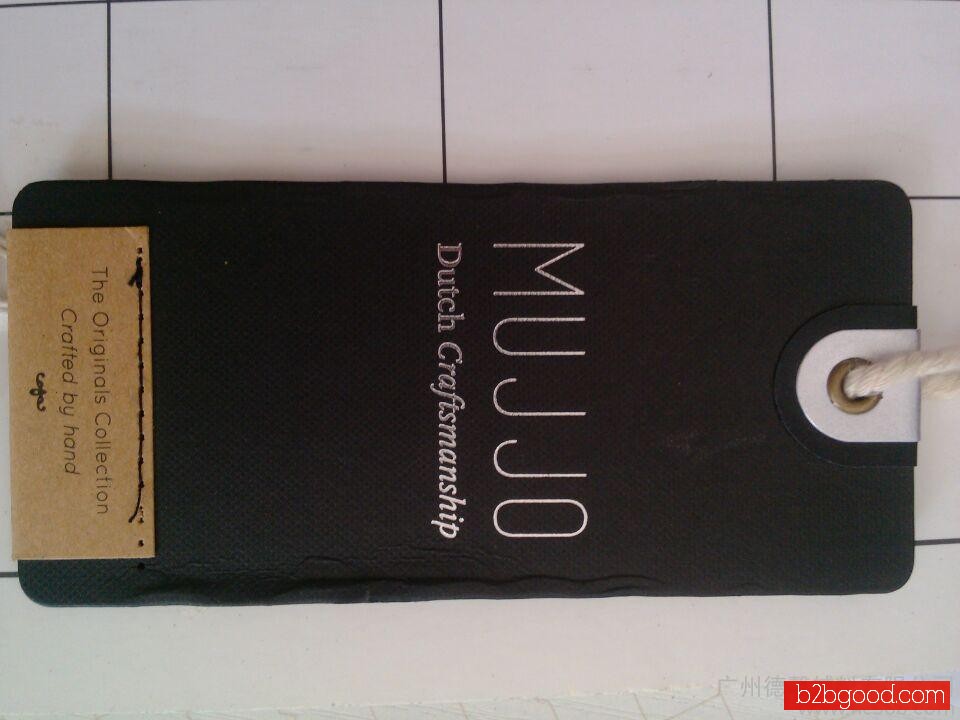 MUJJO
Dutch Craftsmanship
The Originals Collection
Crafted by hand
b2bgood.com